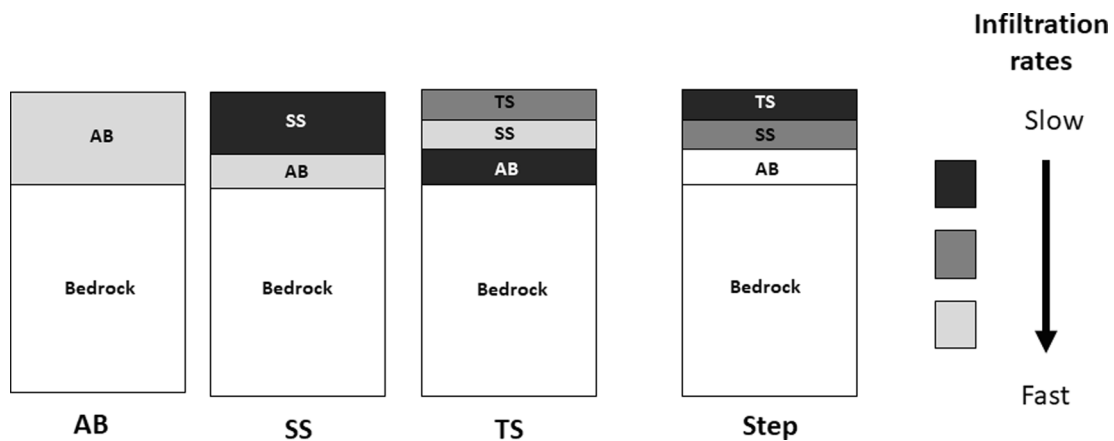 Infiltration
rates
AB
Bedrock
AB
SS
AB
Bedrock
SS
TS
SS
AB
Bedrock
TS
TS
SS
AB
Bedrock
Step
Slow
Fast